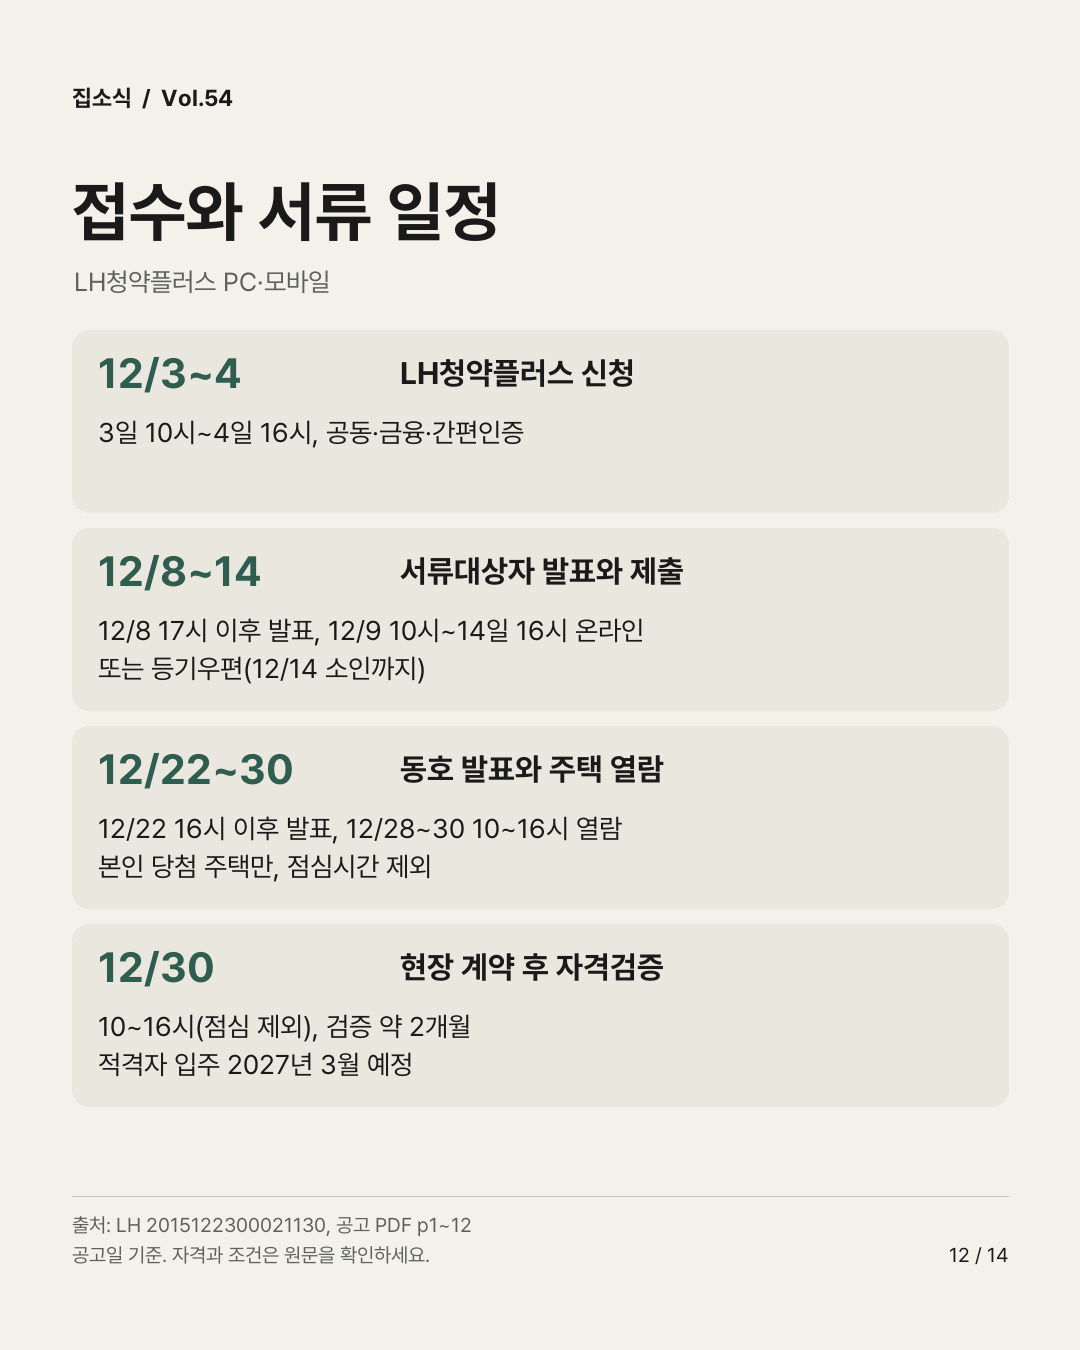 집소식 / Vol.54
접수와 서류 일정
LH청약플러스 PC·모바일
12/3~4 LH청약플러스 신청
3일 10시~4일 16시, 공동·금융·간편인증
12/8~14 서류대상자 발표와 제출
12/8 17시 이후 발표, 12/9 10시~14일 16시 온라인
또는 등기우편(12/14 소인까지)
12/22~30 동호 발표와 주택 열람
12/22 16시 이후 발표, 12/28~30 10~16시 열람
본인 당첨 주택만, 점심시간 제외
12/30 현장 계약 후 자격검증
10~16시(점심 제외), 검증 약 2개월
적격자 입주 2027년 3월 예정
출처: LH 2015122300021130, 공고 PDF p1~12
공고일 기준. 자격과 조건은 원문을 확인하세요.
12 / 14